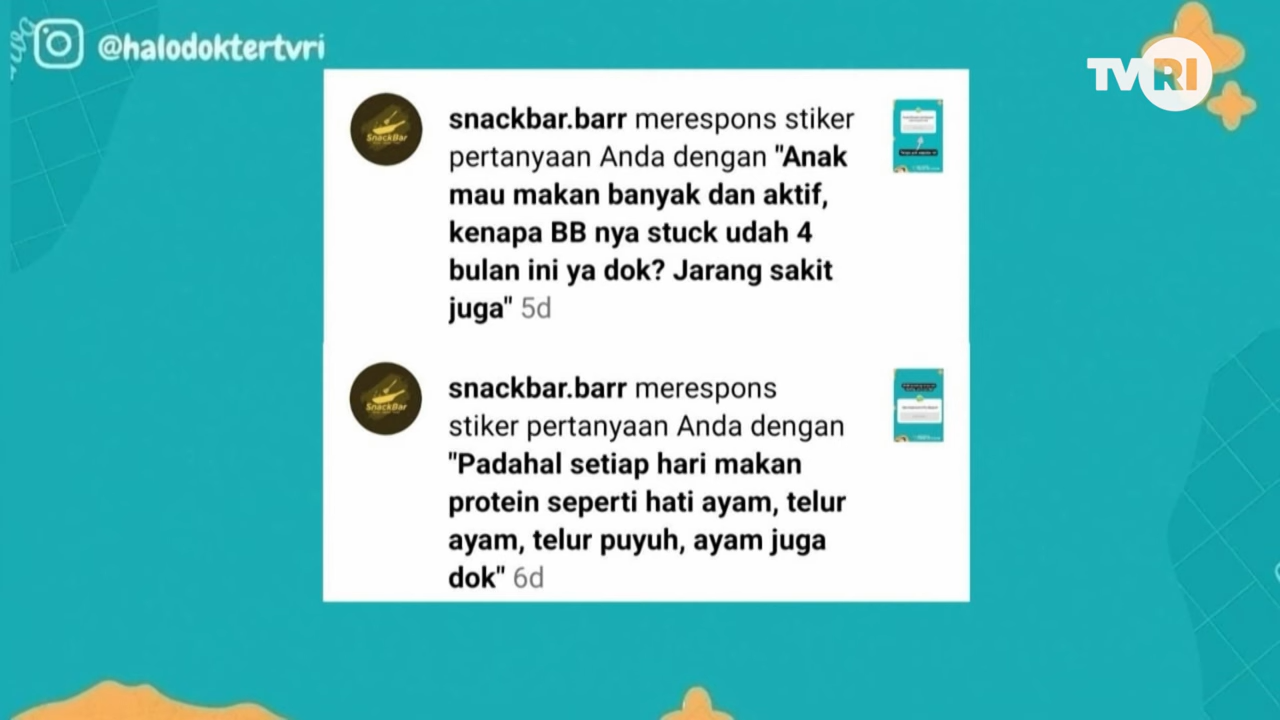 @halodoktertvri
TVRI
SnackBar
snackbar.barr merespons stiker
pertanyaan Anda dengan "Anak
mau makan banyak dan aktif,
kenapa BB nya stuck udah 4
bulan ini ya dok? Jarang sakit
juga" 5d
SnackBar
snackbar.barr merespons
stiker pertanyaan Anda dengan
"Padahal setiap hari makan
protein seperti hati ayam, telur
ayam, telur puyuh, ayam juga
dok" 6d